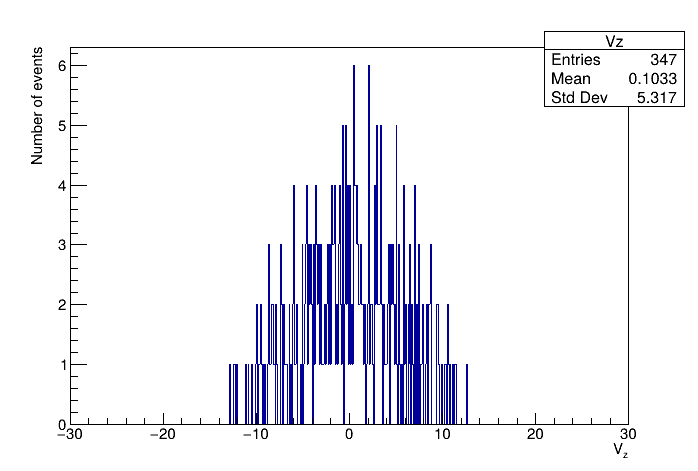 Vz
Entries 347
Mean 0.1033
Std Dev 5.317
Number of events
6
5
4
3
2
1
0
−30 −20 −10 0 10 20 30
Vz